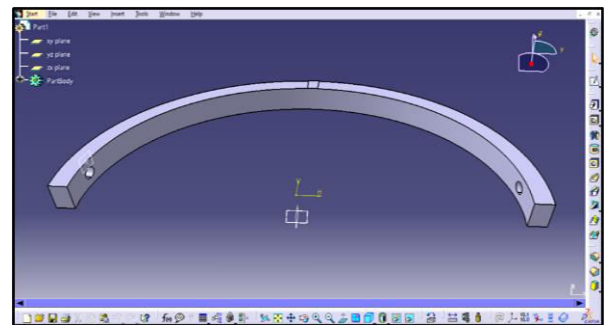 Start File Edit View Insert Tools Window Help
Part1
xy plane
yz plane
zx plane
PartBody